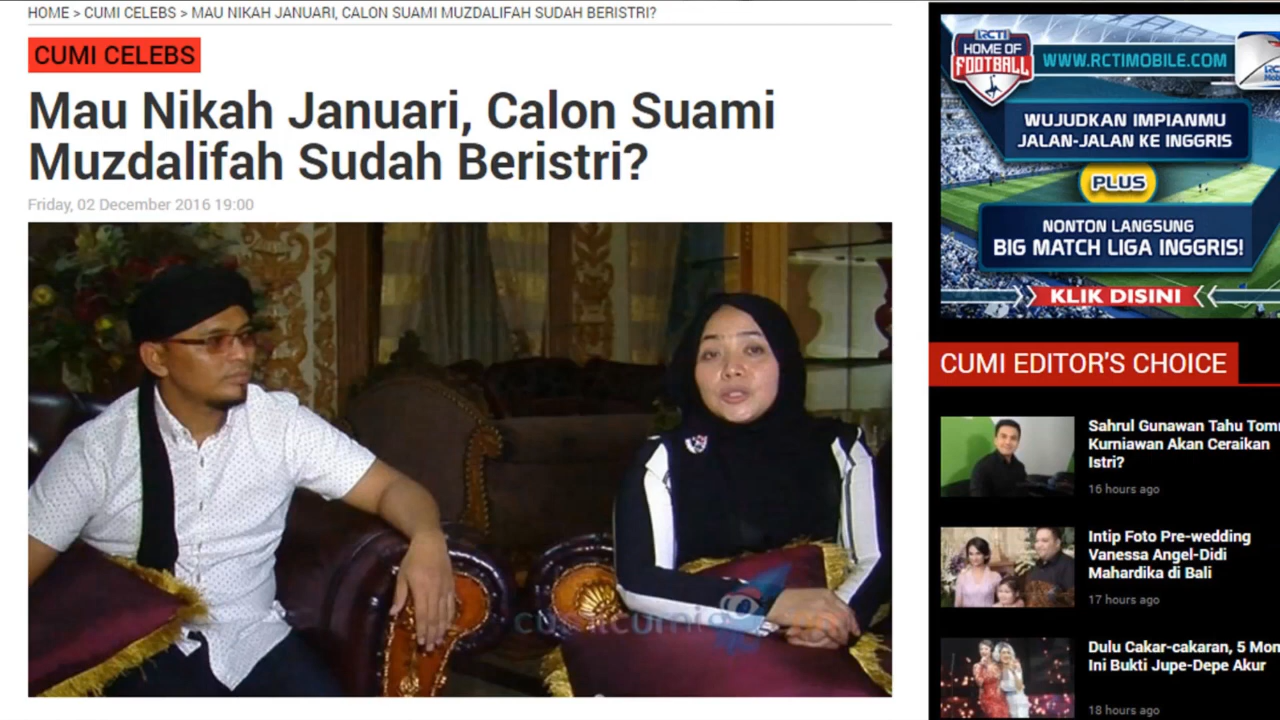 HOME > CUMI CELEBS > MAU NIKAH JANUARI, CALON SUAMI MUZDALIFAH SUDAH BERISTRI?
CUMI CELEBS
Mau Nikah Januari, Calon Suami
Muzdalifah Sudah Beristri?
Friday, 02 December 2016 19:00
RCTI
HOME OF
FOOTBALL
WWW.RCTIMOBILE.COM
WUJUDKAN IMPIANMU
JALAN-JALAN KE INGGRIS
PLUS
NONTON LANGSUNG
BIG MATCH LIGA INGGRIS!
KLIK DISINI
CUMI EDITOR'S CHOICE
Sahrul Gunawan Tahu
Kurniawan Akan Ceraikan
Istri?
16 hours ago
Intip Foto Pre-wedding
Vanessa Angel-Didi
Mahardika di Bali
17 hours ago
Dulu Cakar-cakaran, 5
Ini Bukti Jupe-Depe Akur
18 hours ago